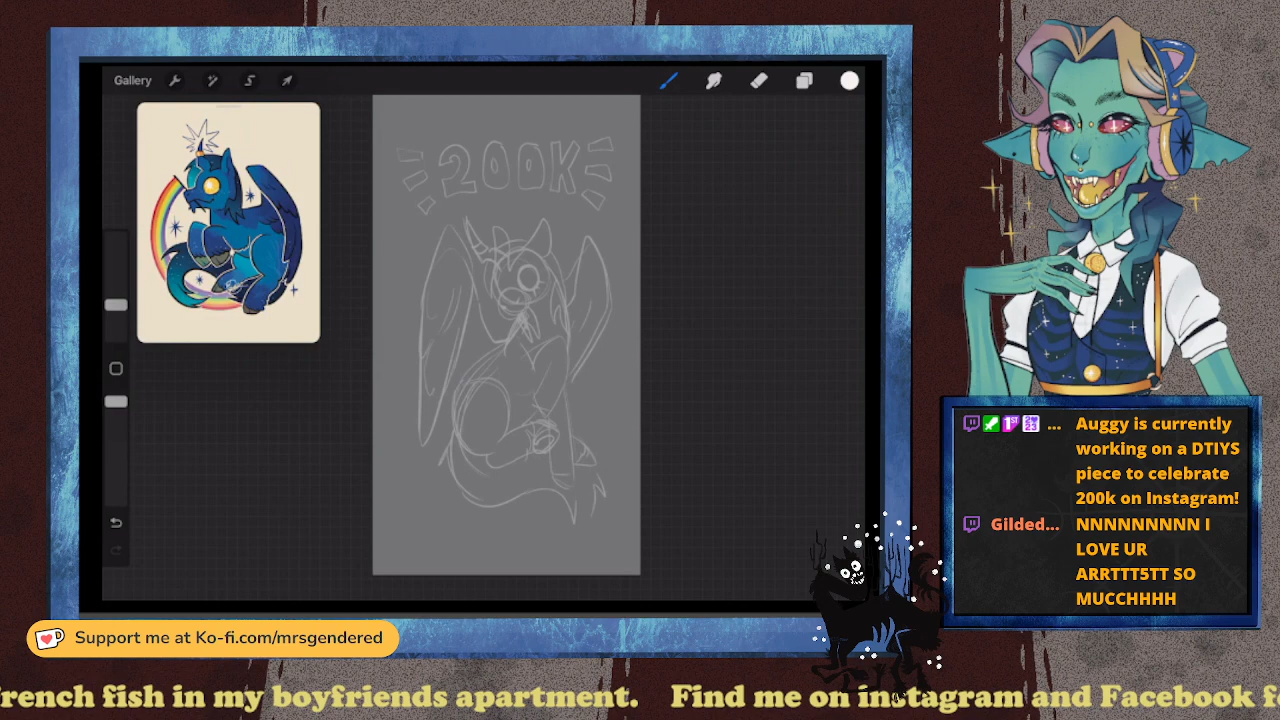 Gallery
200K
1ST
... Auggy is currently
working on a DTIYS
piece to celebrate
200k on Instagram!
Gilded... NNNNNNNNN I
LOVE UR
ARRTTT5TT SO
MUCCHHHH
Support me at Ko-fi.com/mrsgendered
french fish in my boyfriends apartment. Find me on instagram and Facebook f